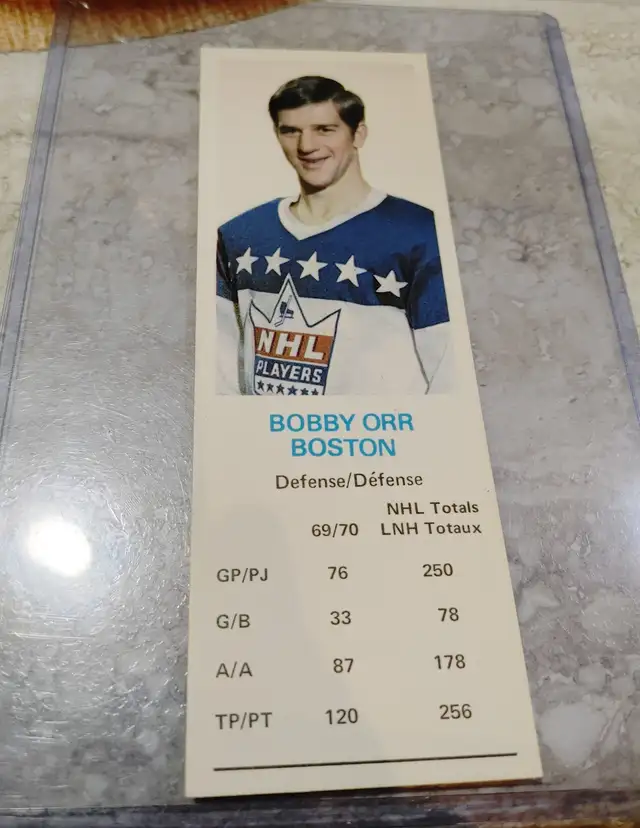 NHL
PLAYERS
BOBBY ORR
BOSTON
Defense/Défense
NHL Totals
69/70 LNH Totaux
GP/PJ 76 250
G/B 33 78
A/A 87 178
TP/PT 120 256